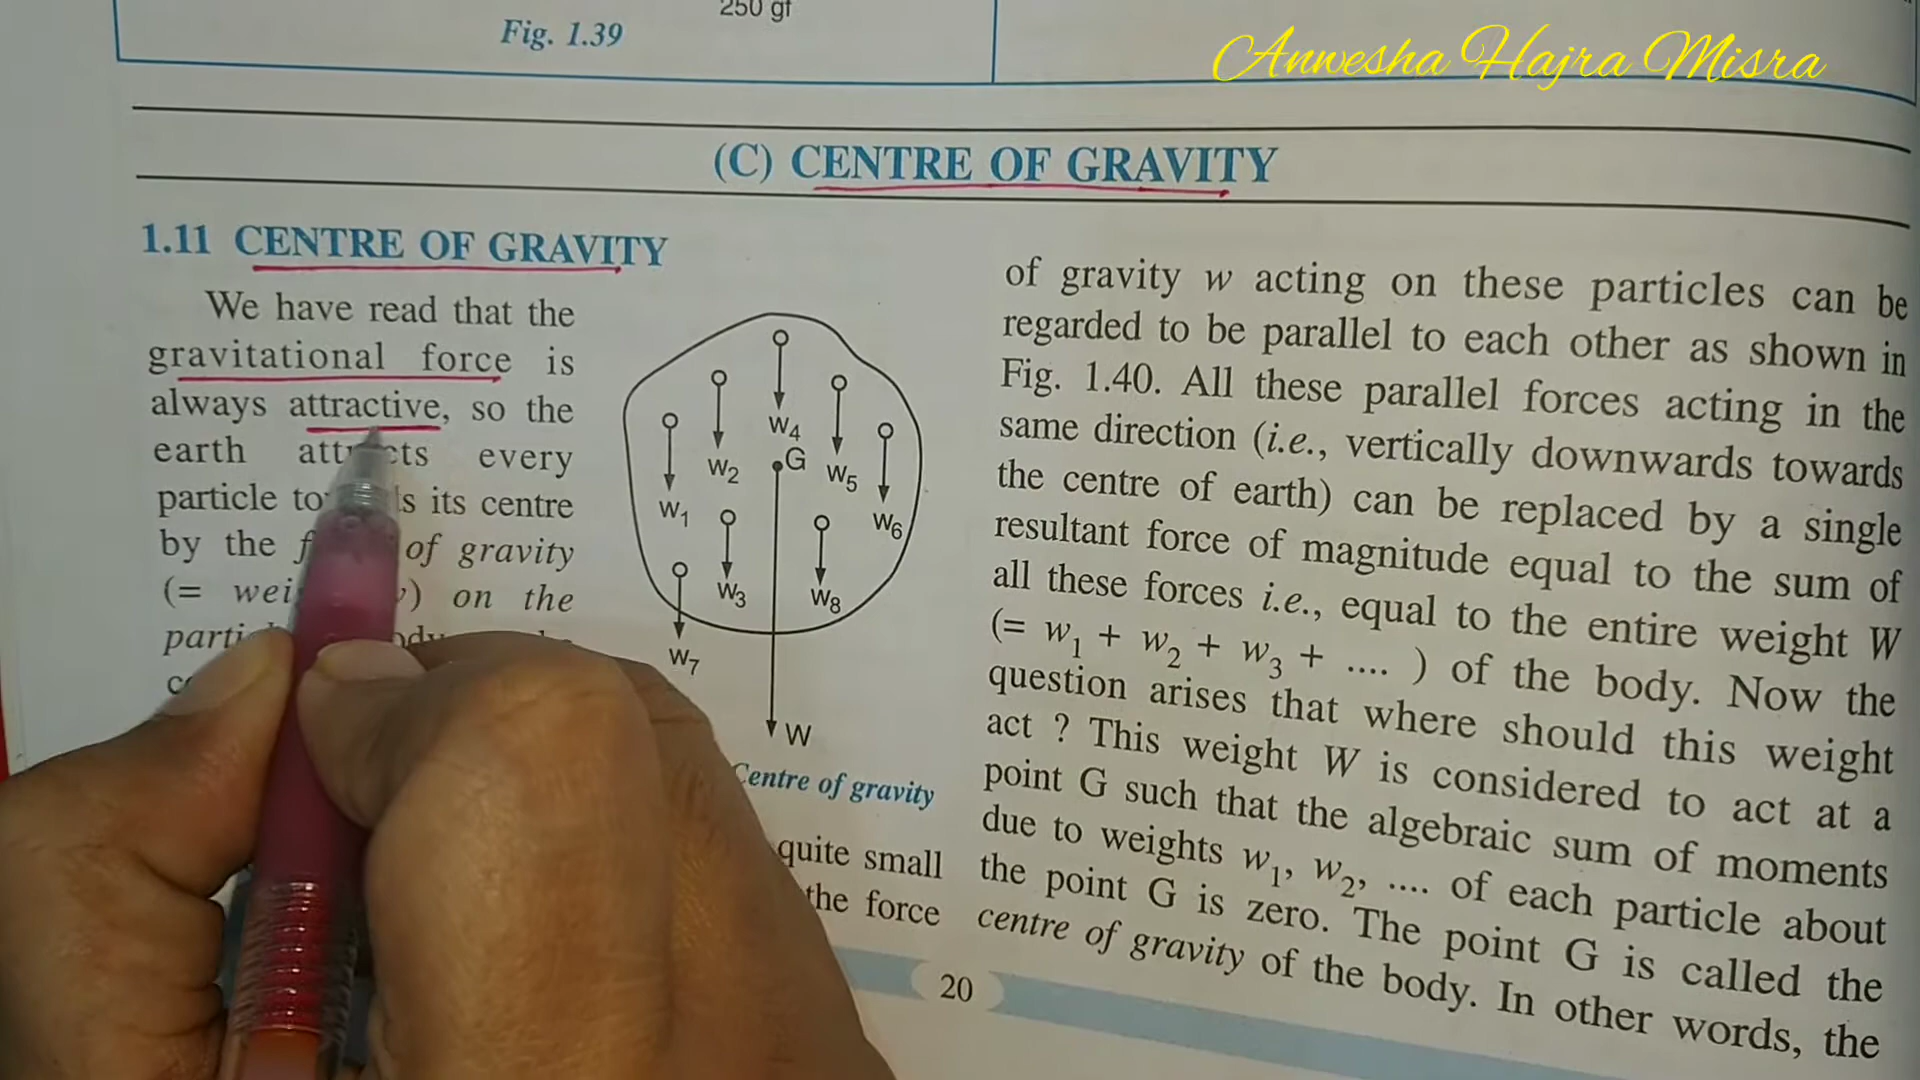 250 gf
Fig. 1.39
Anwesha Hajra Misra
(C) CENTRE OF GRAVITY
1.11 CENTRE OF GRAVITY
We have read that the
gravitational force is
always attractive, so the
earth attracts every
particle towards its centre
by the of gravity
(= on the
W4
W2
G
W5
W1
W6
W3
W8
W7
W
Centre of gravity
quite small
the force
of gravity w acting on these particles can be
regarded to be parallel to each other as shown in
Fig. 1.40. All these parallel forces acting in the
same direction (i.e., vertically downwards towards
the centre of earth) can be replaced by a single
resultant force of magnitude equal to the sum of
all these forces i.e., equal to the entire weight W
(= w1 + w2 + w3 + .... ) of the body. Now the
question arises that where should this weight
act ? This weight W is considered to act at a
point G such that the algebraic sum of moments
due to weights w1, w2, .... of each particle about
the point G is zero. The point G is called the
centre of gravity of the body. In other words, the
20